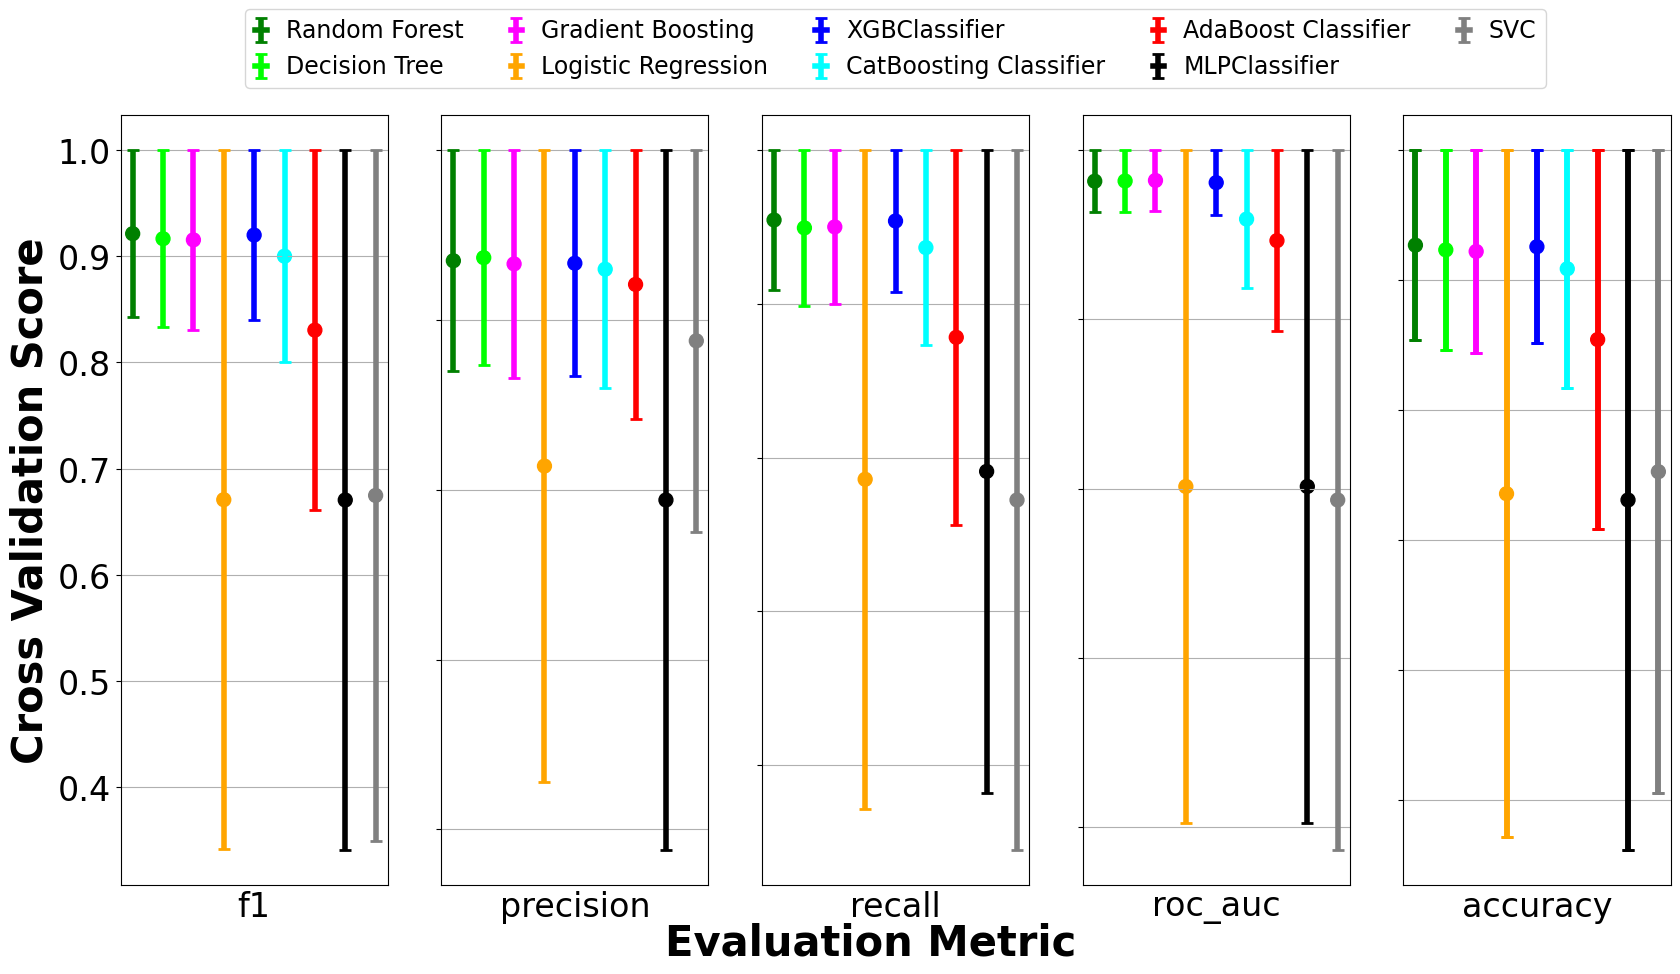 Random Forest
Decision Tree
Gradient Boosting
Logistic Regression
XGBClassifier
CatBoosting Classifier
AdaBoost Classifier
MLPClassifier
SVC
Cross Validation Score
1.0
0.9
0.8
0.7
0.6
0.5
0.4
f1
precision
recall
roc_auc
accuracy
Evaluation Metric